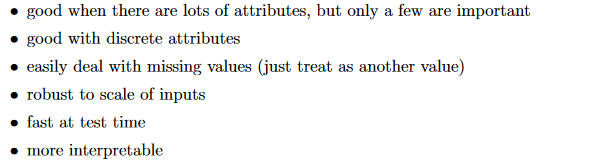 • good when there are lots of attributes, but only a few are important
• good with discrete attributes
• easily deal with missing values (just treat as another value)
• robust to scale of inputs
• fast at test time
• more interpretable